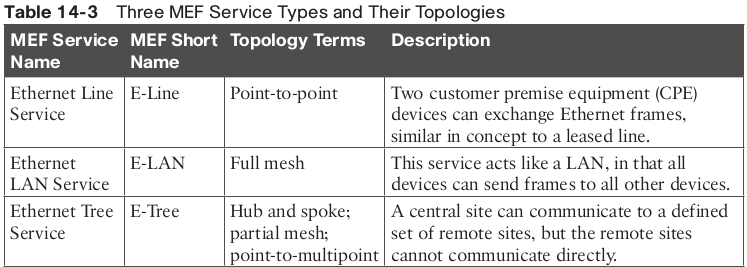 Table 14-3 Three MEF Service Types and Their Topologies
MEF Service Name MEF Short Name Topology Terms Description
Ethernet Line Service E-Line Point-to-point Two customer premise equipment (CPE) devices can exchange Ethernet frames, similar in concept to a leased line.
Ethernet LAN Service E-LAN Full mesh This service acts like a LAN, in that all devices can send frames to all other devices.
Ethernet Tree Service E-Tree Hub and spoke; partial mesh; point-to-multipoint A central site can communicate to a defined set of remote sites, but the remote sites cannot communicate directly.